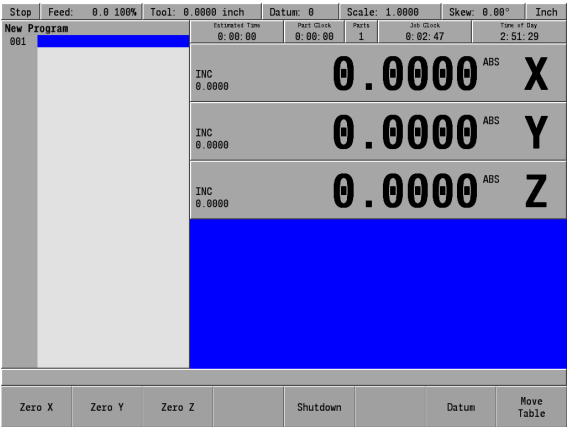 Stop Feed: 0.0 100% Tool: 0.0000 inch Datum: 0 Scale: 1.0000 Skew: 0.00° Inch
New Program
001
Estimated Time Part Clock Parts Job Clock Time of Day
0:00:00 0:00:00 1 0:02:47 2:51:29
INC 0.0000 ABS X
0.0000
INC 0.0000 ABS Y
0.0000
INC 0.0000 ABS Z
0.0000
Zero X Zero Y Zero Z Shutdown Datum Move Table